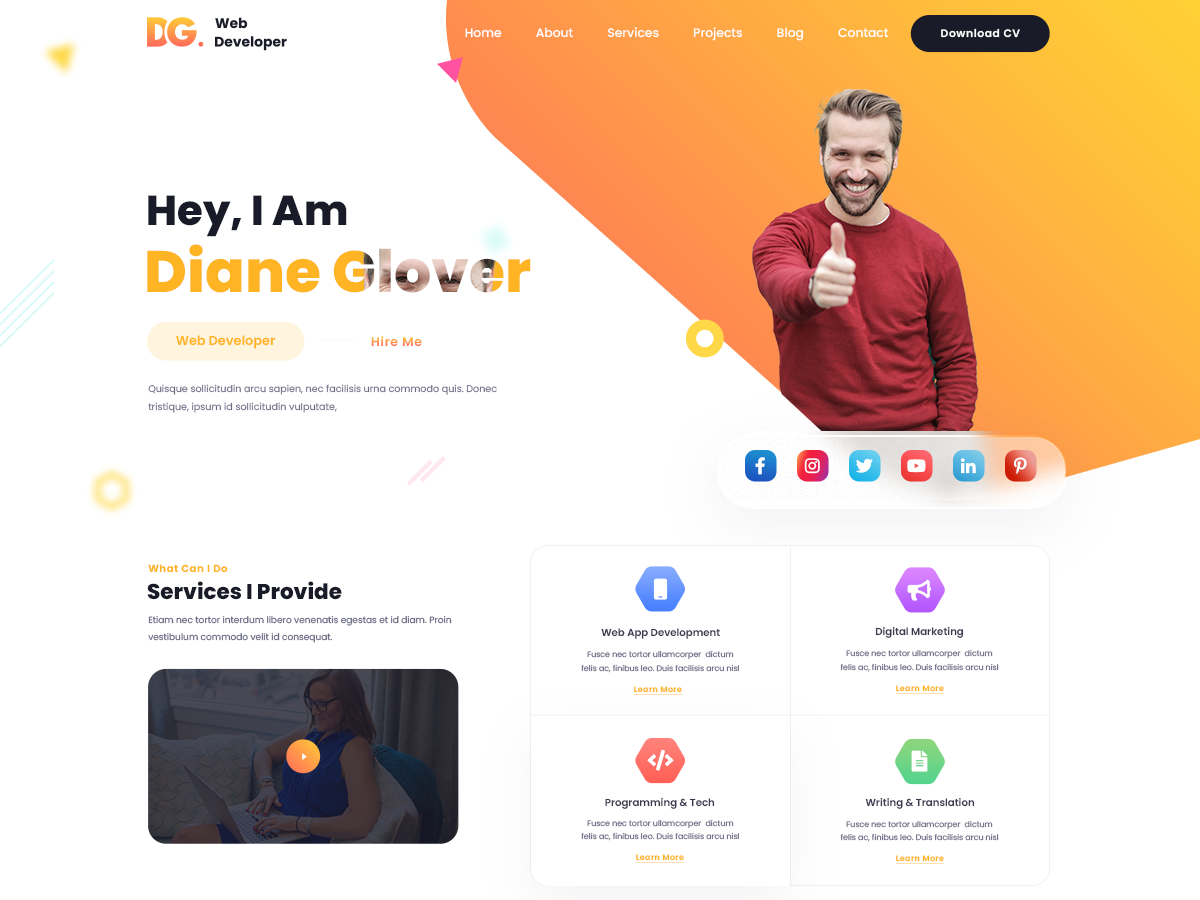 DG.
Web
Developer
Home About Services Projects Blog Contact Download CV
Hey, I Am
Diane Glover
Web Developer Hire Me
Quisque sollicitudin arcu sapien, nec facilisis urna commodo quis. Donec
tristique, ipsum id sollicitudin vulputate,
What Can I Do
Services I Provide
Etiam nec tortor interdum libero venenatis egestas et id diam. Proin
vestibulum commodo velit id consequat.
Web App Development
Fusce nec tortor ullamcorper dictum
felis ac, finibus leo. Duis facilisis arcu nisl
Learn More
Digital Marketing
Fusce nec tortor ullamcorper dictum
felis ac, finibus leo. Duis facilisis arcu nisl
Learn More
Programming & Tech
Fusce nec tortor ullamcorper dictum
felis ac, finibus leo. Duis facilisis arcu nisl
Learn More
Writing & Translation
Fusce nec tortor ullamcorper dictum
felis ac, finibus leo. Duis facilisis arcu nisl
Learn More